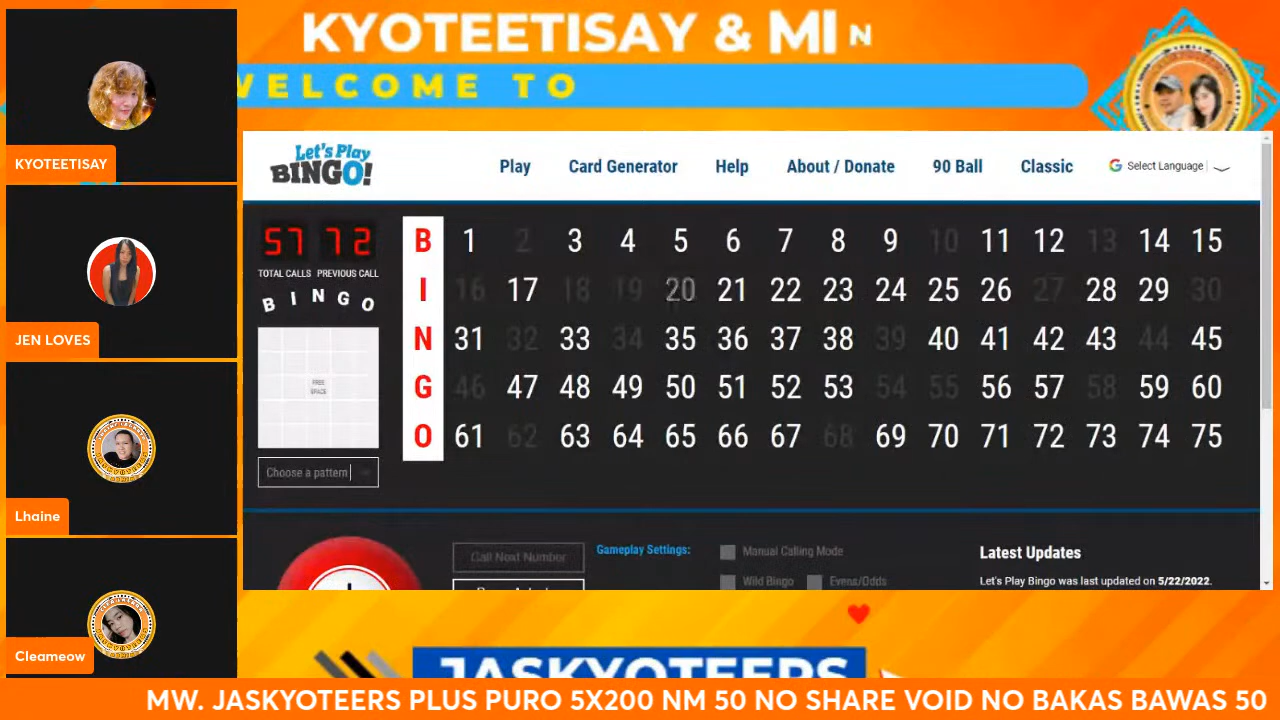 KYOTEETISAY & MI N
WELCOME TO
KYOTEETISAY
JEN LOVES
Lhaine
Cleameow
Let's Play
BINGO!
Play Card Generator Help About / Donate 90 Ball Classic Select Language
57 72
TOTAL CALLS PREVIOUS CALL
B I N G O
FREE
SPACE
Choose a pattern
B 1 2 3 4 5 6 7 8 9 10 11 12 13 14 15
I 16 17 18 19 20 21 22 23 24 25 26 27 28 29 30
N 31 32 33 34 35 36 37 38 39 40 41 42 43 44 45
G 46 47 48 49 50 51 52 53 54 55 56 57 58 59 60
O 61 62 63 64 65 66 67 68 69 70 71 72 73 74 75
Call Next Number
Gameplay Settings:
Manual Calling Mode
Wild Bingo Evens/Odds
Latest Updates
Let's Play Bingo was last updated on 5/22/2022.
JASKYOTEERS
MW. JASKYOTEERS PLUS PURO 5X200 NM 50 NO SHARE VOID NO BAKAS BAWAS 50